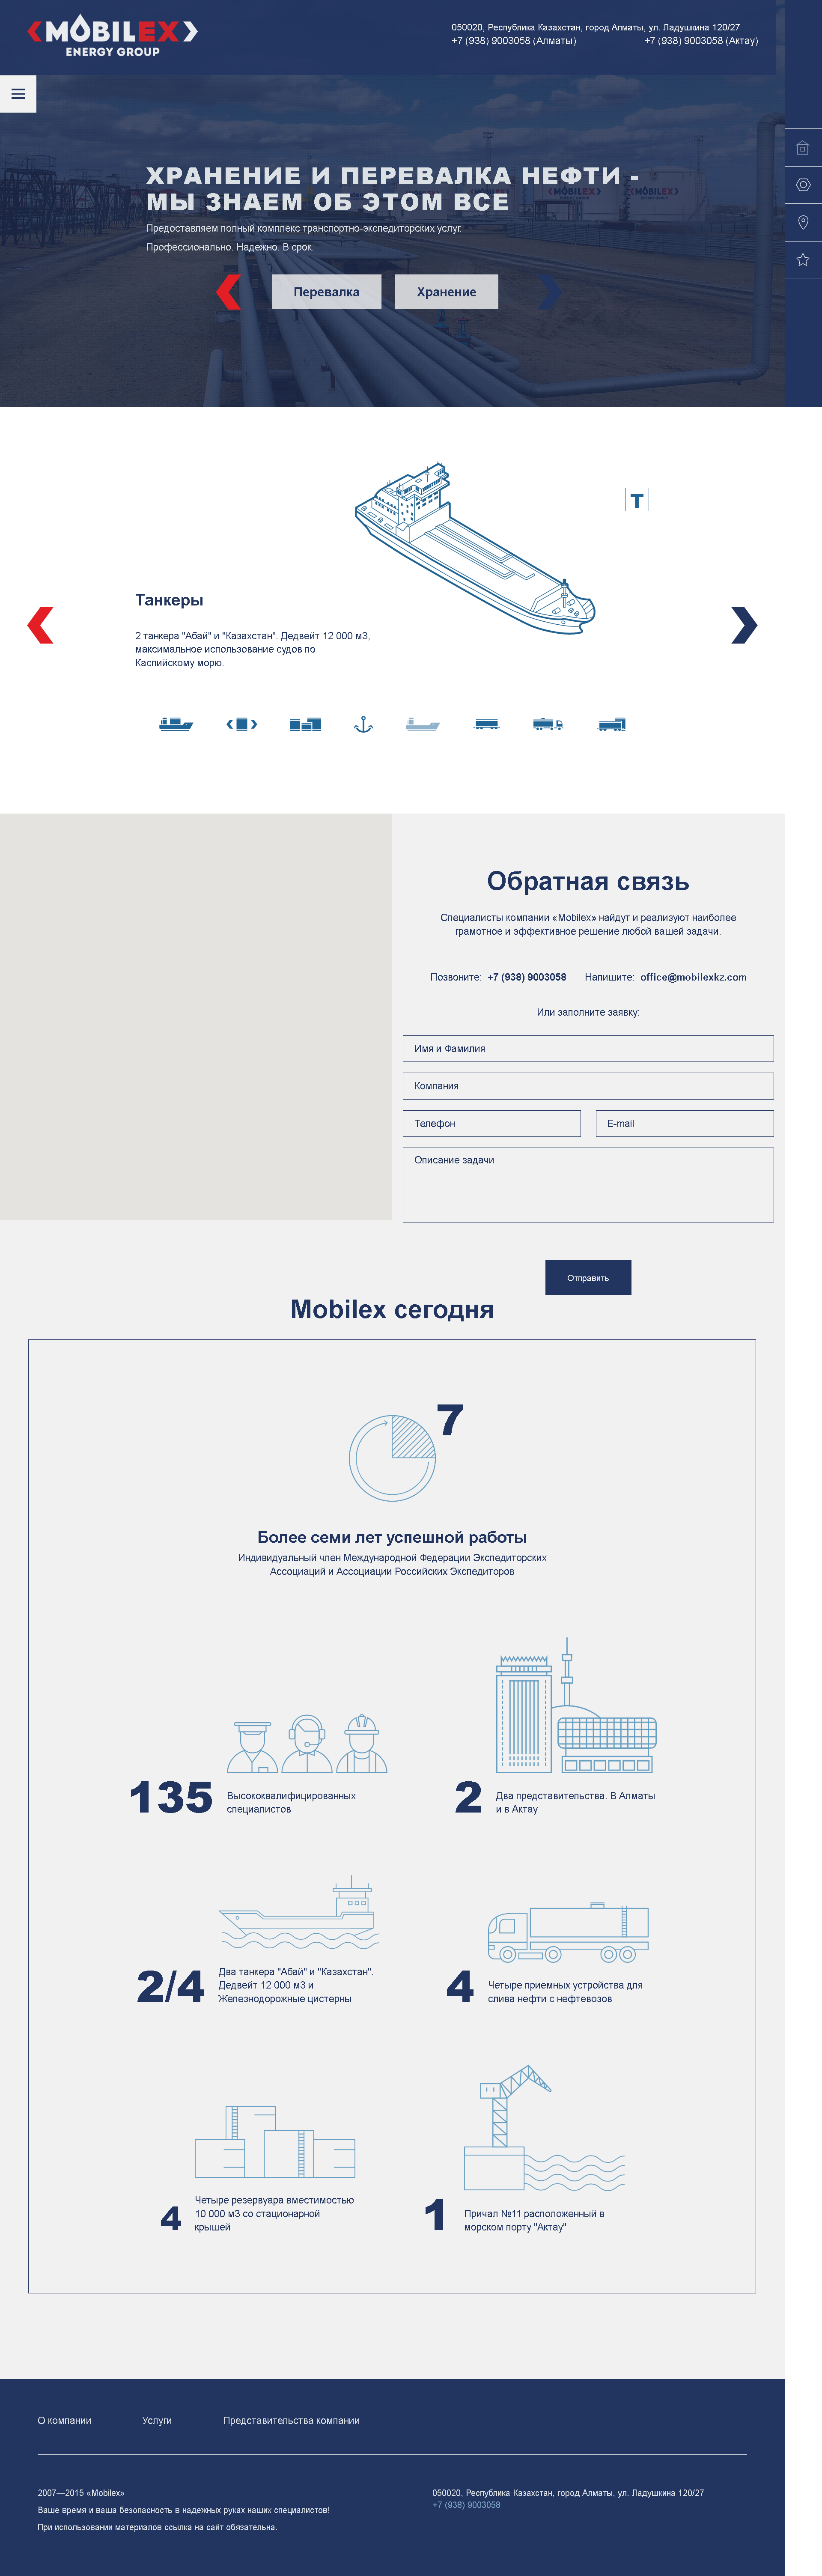 MOBILEX
ENERGY GROUP
050020, Республика Казахстан, город Алматы, ул. Ладушкина 120/27
+7 (938) 9003058 (Алматы) +7 (938) 9003058 (Актау)
ХРАНЕНИЕ И ПЕРЕВАЛКА НЕФТИ -
МЫ ЗНАЕМ ОБ ЭТОМ ВСЕ
MOBILEX
MOBILEX
Предоставляем полный комплекс транспортно-экспедиторских услуг.
Профессионально. Надежно. В срок.
Перевалка
Хранение
Т
Танкеры
2 танкера "Абай" и "Казахстан". Дедвейт 12 000 м3,
максимальное использование судов по
Каспийскому морю.
Обратная связь
Специалисты компании «Mobilex» найдут и реализуют наиболее
грамотное и эффективное решение любой вашей задачи.
Позвоните: +7 (938) 9003058 Напишите: office@mobilexkz.com
Или заполните заявку:
Имя и Фамилия
Компания
Телефон
E-mail
Описание задачи
Отправить
Mobilex сегодня
7
Более семи лет успешной работы
Индивидуальный член Международной Федерации Экспедиторских
Ассоциаций и Ассоциации Российских Экспедиторов
135
Высококвалифицированных
специалистов
2
Два представительства. В Алматы
и в Актау
2/4
Два танкера "Абай" и "Казахстан".
Дедвейт 12 000 м3 и
Железнодорожные цистерны
4
Четыре приемных устройства для
слива нефти с нефтевозов
4
Четыре резервуара вместимостью
10 000 м3 со стационарной
крышей
1
Причал №11 расположенный в
морском порту "Актау"
О компании
Услуги
Представительства компании
2007—2015 «Mobilex»
Ваше время и ваша безопасность в надежных руках наших специалистов!
При использовании материалов ссылка на сайт обязательна.
050020, Республика Казахстан, город Алматы, ул. Ладушкина 120/27
+7 (938) 9003058